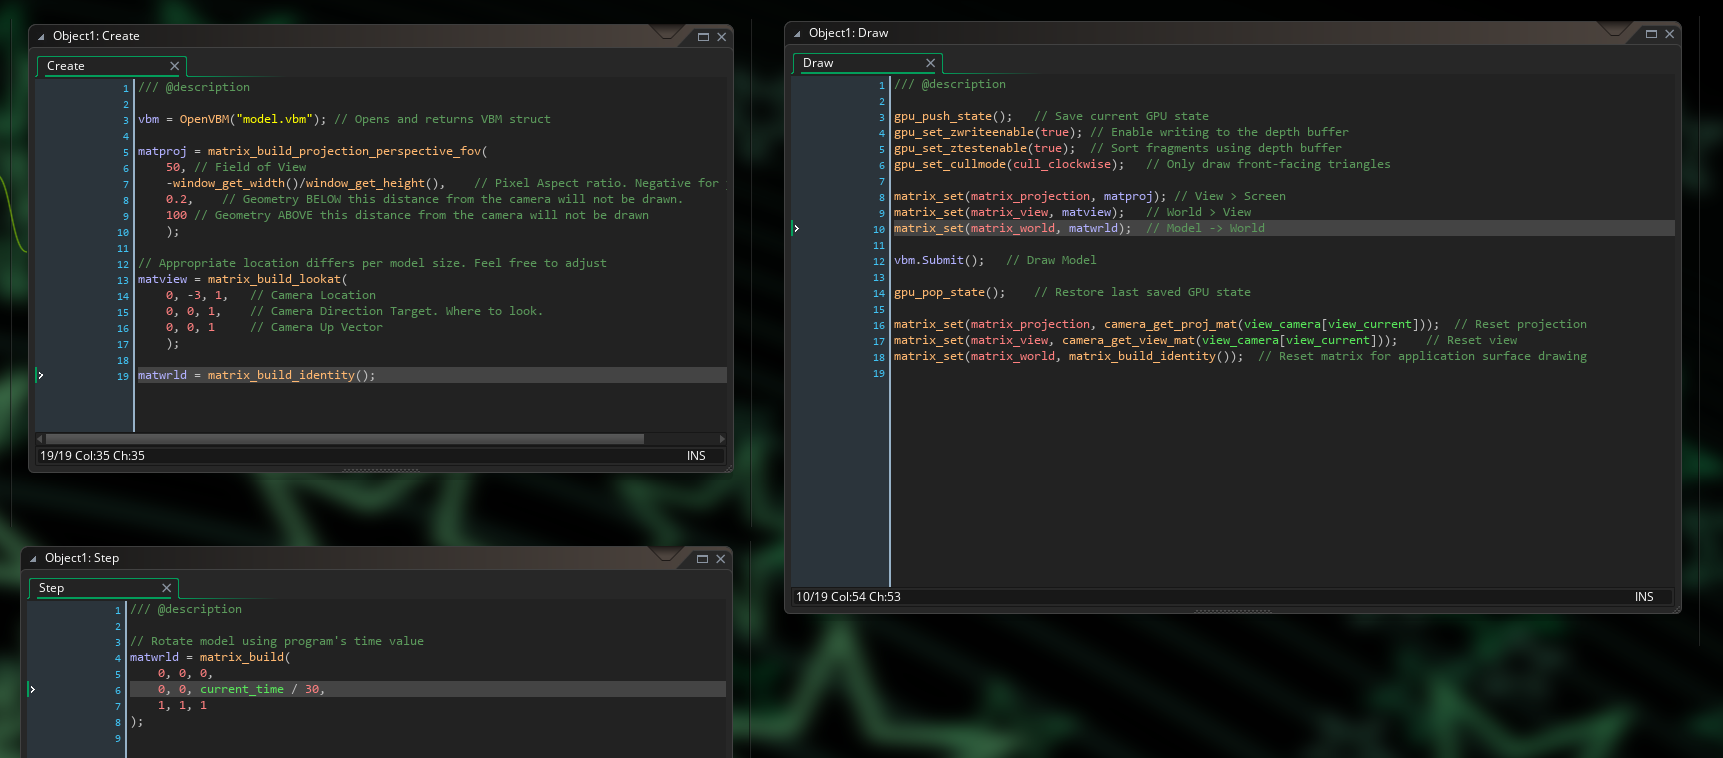 Object1: Create
Create
1 /// @description
2
3 vbm = OpenVBM("model.vbm"); // Opens and returns VBM struct
4
5 matproj = matrix_build_projection_perspective_fov(
6 50, // Field of View
7 -window_get_width()/window_get_height(), // Pixel Aspect ratio. Negative for
8 0.2, // Geometry BELOW this distance from the camera will not be drawn.
9 100 // Geometry ABOVE this distance from the camera will not be drawn
10 );
11
12 // Appropriate location differs per model size. Feel free to adjust
13 matview = matrix_build_lookat(
14 0, -3, 1, // Camera Location
15 0, 0, 1, // Camera Direction Target. Where to look.
16 0, 0, 1 // Camera Up Vector
17 );
18
19 matwrld = matrix_build_identity();
19/19 Col:35 Ch:35 INS
Object1: Step
Step
1 /// @description
2
3 // Rotate model using program's time value
4 matwrld = matrix_build(
5 0, 0, 0,
6 0, 0, current_time / 30,
7 1, 1, 1
8 );
9
Object1: Draw
Draw
1 /// @description
2
3 gpu_push_state(); // Save current GPU state
4 gpu_set_zwriteenable(true); // Enable writing to the depth buffer
5 gpu_set_ztestenable(true); // Sort fragments using depth buffer
6 gpu_set_cullmode(cull_clockwise); // Only draw front-facing triangles
7
8 matrix_set(matrix_projection, matproj); // View > Screen
9 matrix_set(matrix_view, matview); // World > View
10 matrix_set(matrix_world, matwrld); // Model -> World
11
12 vbm.Submit(); // Draw Model
13
14 gpu_pop_state(); // Restore last saved GPU state
15
16 matrix_set(matrix_projection, camera_get_proj_mat(view_camera[view_current])); // Reset projection
17 matrix_set(matrix_view, camera_get_view_mat(view_camera[view_current])); // Reset view
18 matrix_set(matrix_world, matrix_build_identity()); // Reset matrix for application surface drawing
19
10/19 Col:54 Ch:53 INS